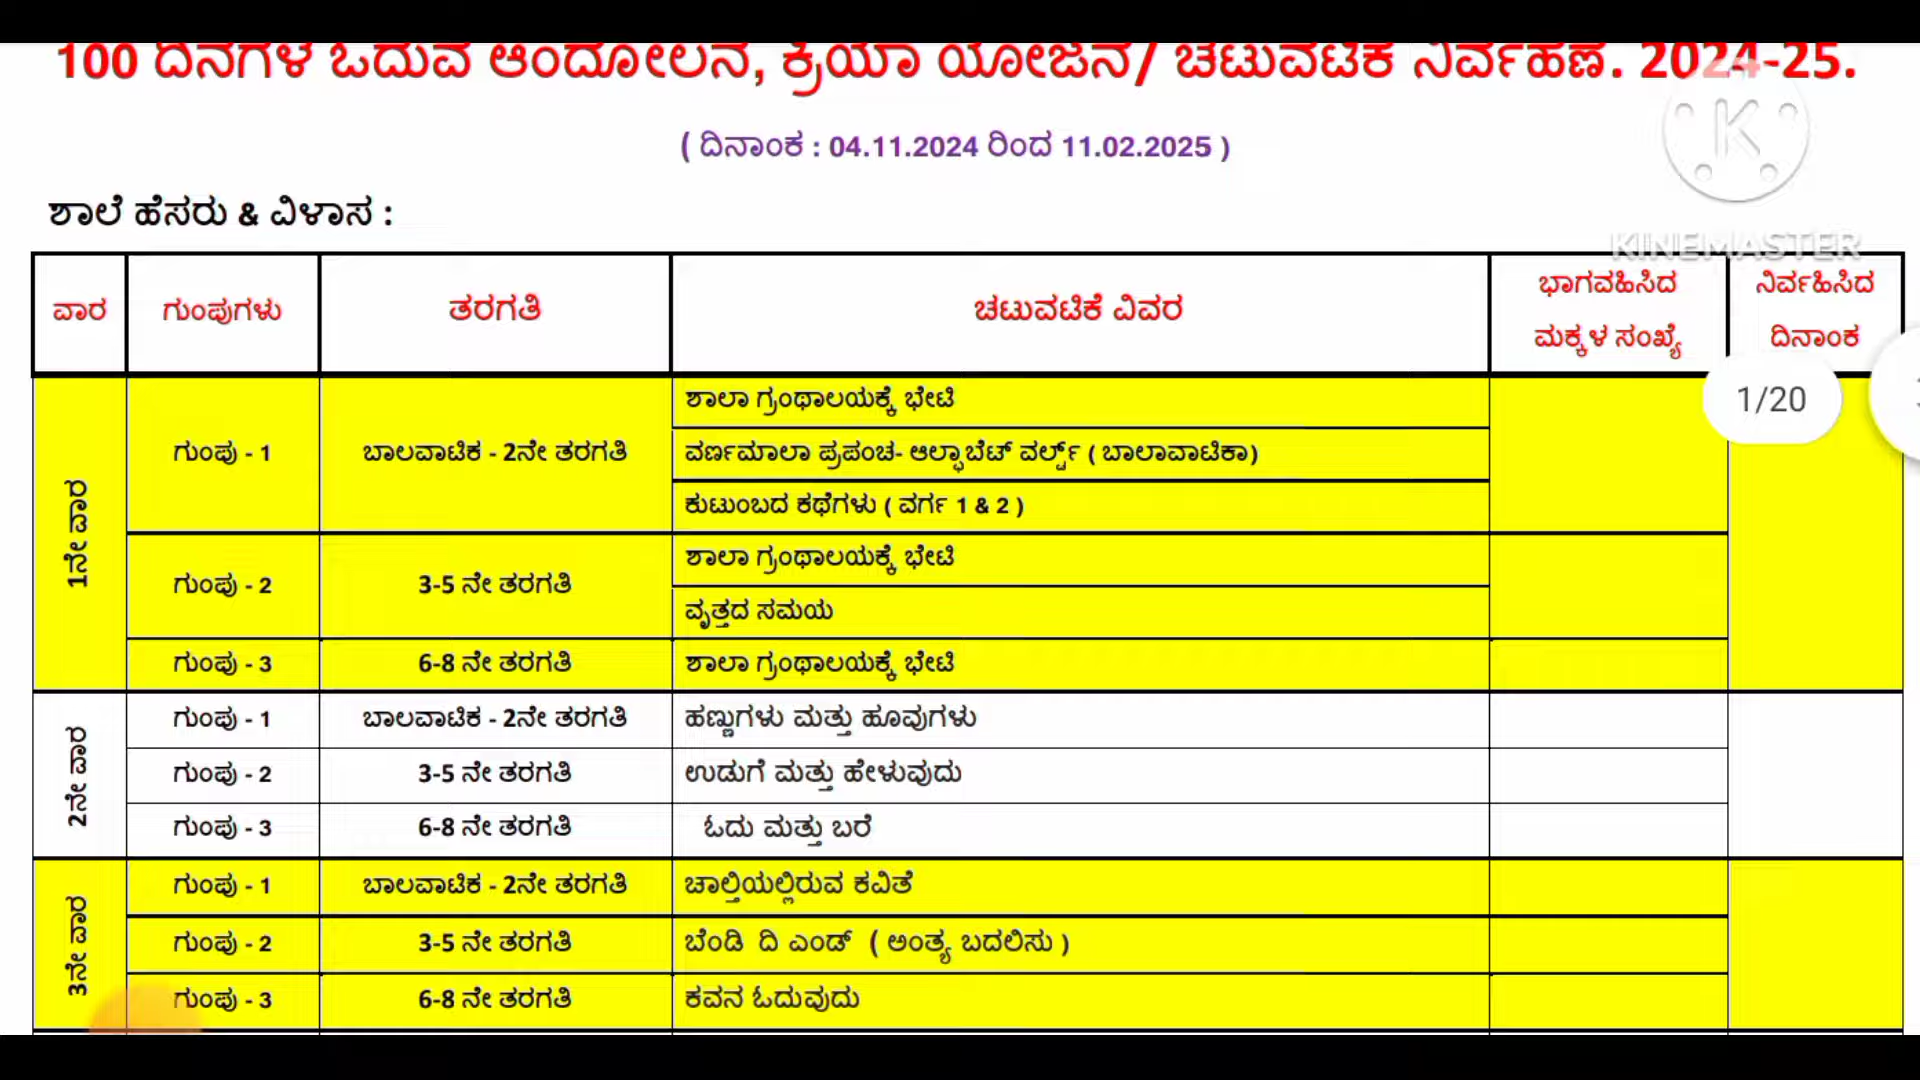 100 ದಿನಗಳ ಓದುವ ಆಂದೋಲನ, ಕ್ರಿಯಾ ಯೋಜನೆ/ ಚಟುವಟಿಕೆ ನಿರ್ವಹಣೆ. 2024-25.
( ದಿನಾಂಕ : 04.11.2024 ರಿಂದ 11.02.2025 )
K
KINEMASTER
ಶಾಲೆ ಹೆಸರು & ವಿಳಾಸ :
ವಾರ ಗುಂಪುಗಳು ತರಗತಿ ಚಟುವಟಿಕೆ ವಿವರ ಭಾಗವಹಿಸಿದ ಮಕ್ಕಳ ಸಂಖ್ಯೆ ನಿರ್ವಹಿಸಿದ ದಿನಾಂಕ
1/20
1ನೇ ವಾರ
ಗುಂಪು - 1 ಬಾಲವಾಟಿಕ - 2ನೇ ತರಗತಿ ಶಾಲಾ ಗ್ರಂಥಾಲಯಕ್ಕೆ ಭೇಟಿ
ವರ್ಣಮಾಲಾ ಪ್ರಪಂಚ- ಆಲ್ಫಾಬೆಟ್ ವರ್ಲ್ಡ್ ( ಬಾಲಾವಾಟಿಕಾ)
ಕುಟುಂಬದ ಕಥೆಗಳು ( ವರ್ಗ 1 & 2 )
ಗುಂಪು - 2 3-5 ನೇ ತರಗತಿ ಶಾಲಾ ಗ್ರಂಥಾಲಯಕ್ಕೆ ಭೇಟಿ
ವೃತ್ತದ ಸಮಯ
ಗುಂಪು - 3 6-8 ನೇ ತರಗತಿ ಶಾಲಾ ಗ್ರಂಥಾಲಯಕ್ಕೆ ಭೇಟಿ
2ನೇ ವಾರ
ಗುಂಪು - 1 ಬಾಲವಾಟಿಕ - 2ನೇ ತರಗತಿ ಹಣ್ಣುಗಳು ಮತ್ತು ಹೂವುಗಳು
ಗುಂಪು - 2 3-5 ನೇ ತರಗತಿ ಉಡುಗೆ ಮತ್ತು ಹೇಳುವುದು
ಗುಂಪು - 3 6-8 ನೇ ತರಗತಿ ಓದು ಮತ್ತು ಬರೆ
3ನೇ ವಾರ
ಗುಂಪು - 1 ಬಾಲವಾಟಿಕ - 2ನೇ ತರಗತಿ ಚಾಲ್ತಿಯಲ್ಲಿರುವ ಕವಿತೆ
ಗುಂಪು - 2 3-5 ನೇ ತರಗತಿ ಬೆಂಡಿ ದಿ ಎಂಡ್ ( ಅಂತ್ಯ ಬದಲಿಸು )
ಗುಂಪು - 3 6-8 ನೇ ತರಗತಿ ಕವನ ಓದುವುದು